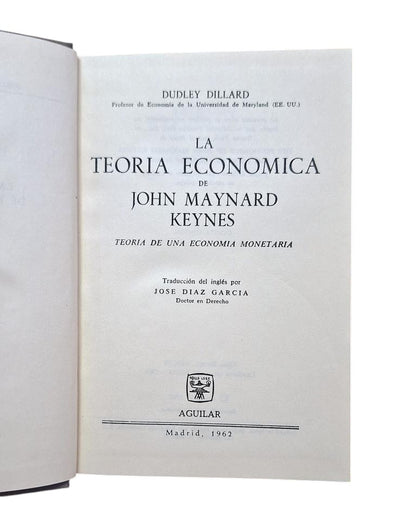 DUDLEY DILLARD
Profesor de Economía de la Universidad de Maryland (EE. UU.)
LA
TEORIA ECONOMICA
DE
JOHN MAYNARD
KEYNES
TEORIA DE UNA ECONOMIA MONETARIA
Traducción del inglés por
JOSE DIAZ GARCIA
Doctor en Derecho
AGUILAR
Madrid, 1962